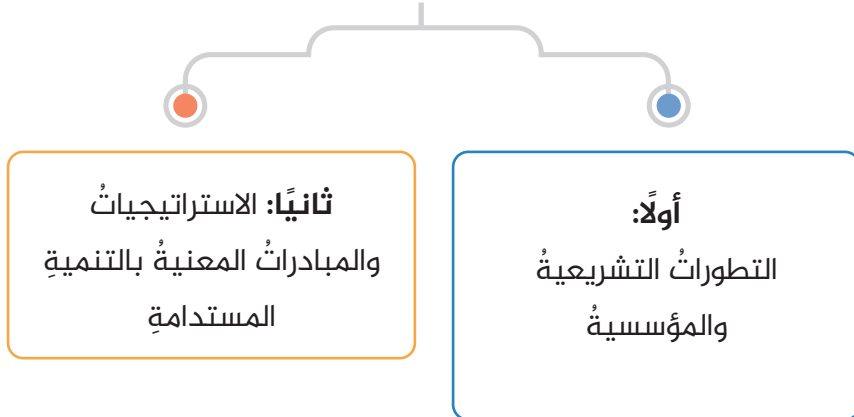 أولًا:
التطوراتُ التشريعيةُ
والمؤسسيةُ
ثانيًا: الاستراتيجياتُ
والمبادراتُ المعنيةُ بالتنميةِ
المستدامةِ